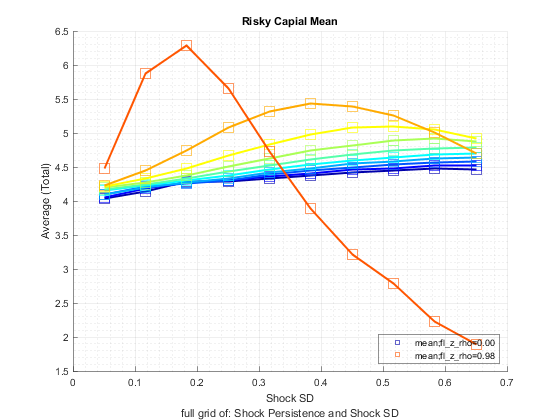 Risky Capial Mean
6.5
6
5.5
5
4.5
4
3.5
3
2.5
2
1.5
Average (Total)
0 0.1 0.2 0.3 0.4 0.5 0.6 0.7
Shock SD
full grid of: Shock Persistence and Shock SD
mean;fl_z_rho=0.00
mean;fl_z_rho=0.98